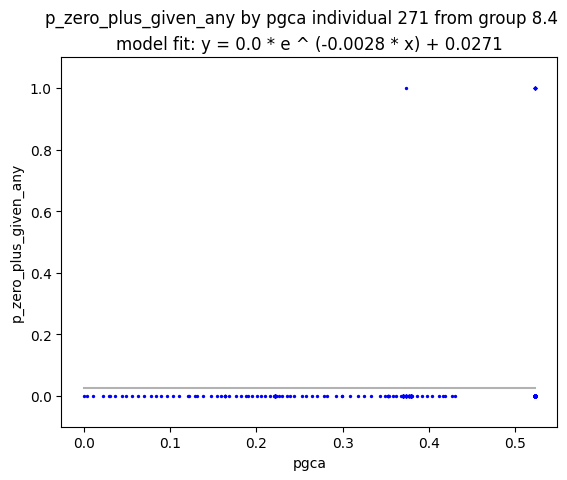 p_zero_plus_given_any by pgca individual 271 from group 8.4
model fit: y = 0.0 * e ^ (-0.0028 * x) + 0.0271
1.0
0.8
0.6
0.4
0.2
0.0
p_zero_plus_given_any
0.0 0.1 0.2 0.3 0.4 0.5
pgca